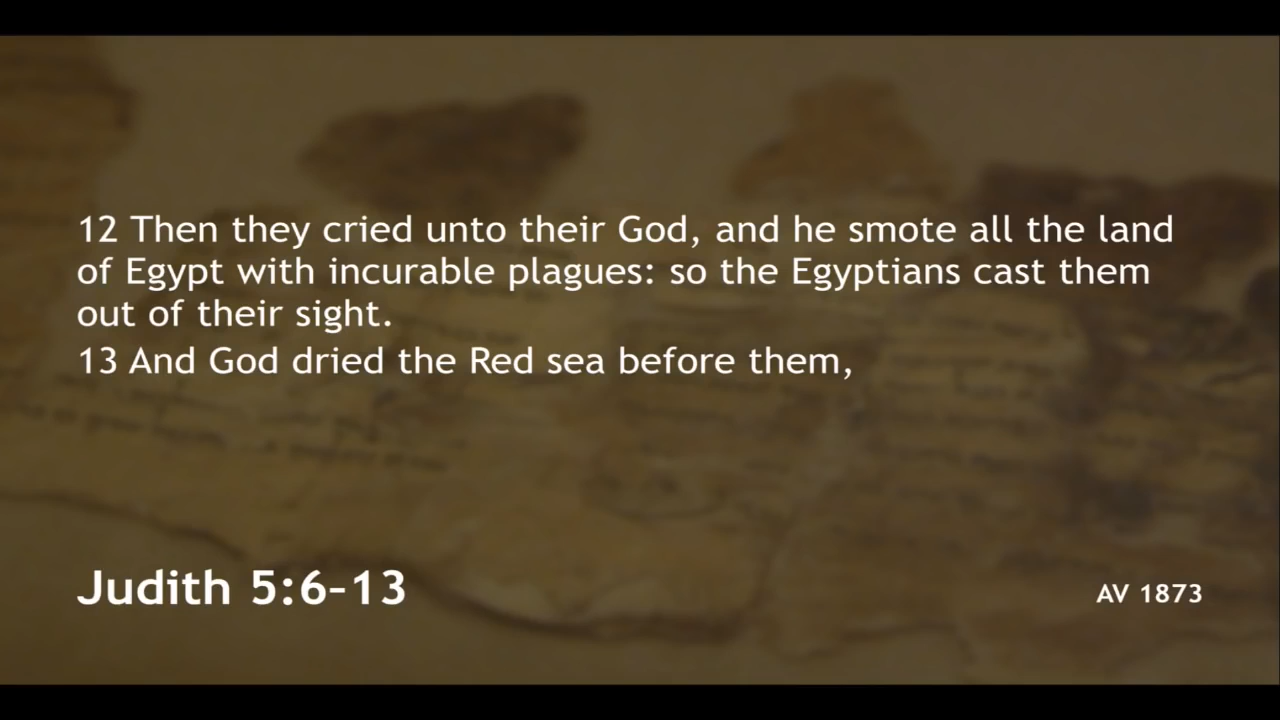 12 Then they cried unto their God, and he smote all the land
of Egypt with incurable plagues: so the Egyptians cast them
out of their sight.
13 And God dried the Red sea before them,
Judith 5:6–13
AV 1873